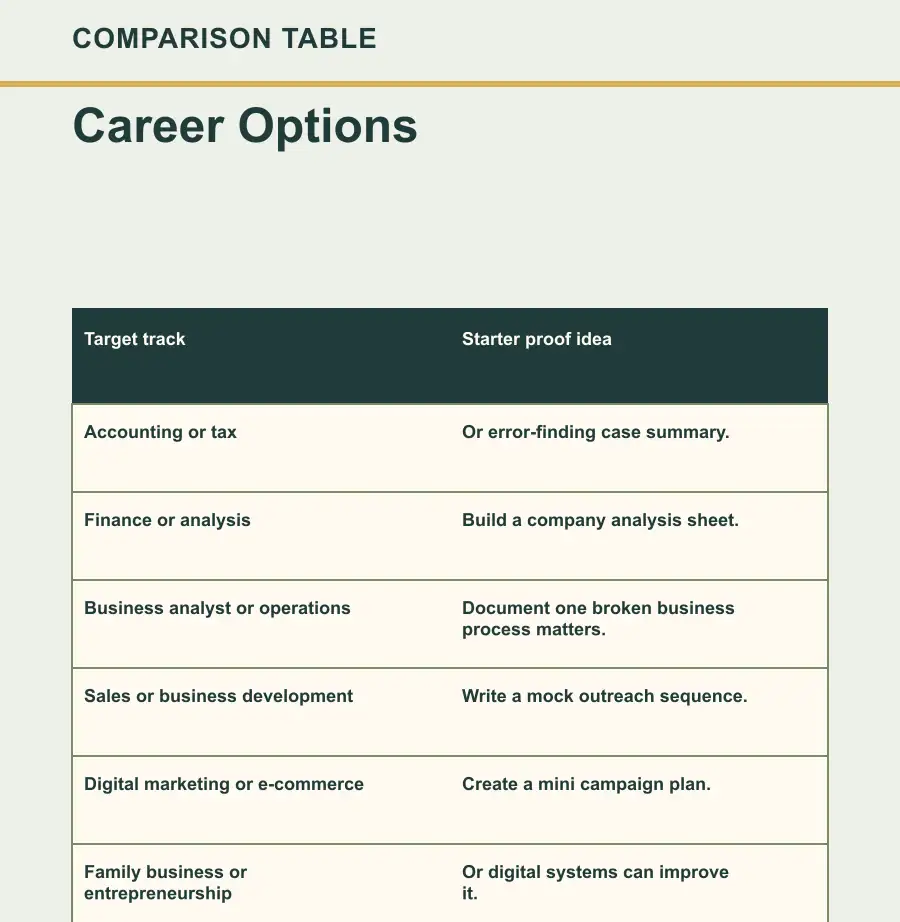 COMPARISON TABLE
Career Options
Target track
Starter proof idea
Accounting or tax
Or error-finding case summary.
Finance or analysis
Build a company analysis sheet.
Business analyst or operations
Document one broken business
process matters.
Sales or business development
Write a mock outreach sequence.
Digital marketing or e-commerce
Create a mini campaign plan.
Family business or
entrepreneurship
Or digital systems can improve
it.